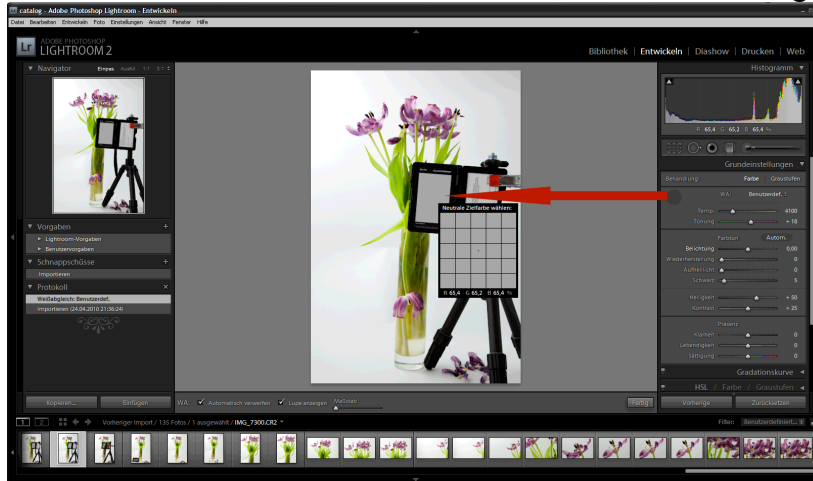 catalog - Adobe Photoshop Lightroom - Entwickeln
Datei Bearbeiten Entwickeln Foto Einstellungen Ansicht Fenster Hilfe
Lr
ADOBE PHOTOSHOP
LIGHTROOM 2
Bibliothek | Entwickeln | Diashow | Drucken | Web
Navigator Einpas. Ausfül. 1:1 3:1
Histogramm
R 65,4 G 65,2 B 65,4 %
Grundeinstellungen
Behandlung: Farbe Graustufen
WA: Benutzerdef.
Temp. 4100
Tönung + 18
Farbton Autom.
Belichtung 0,00
Wiederherstellung 0
Aufhelllicht 0
Schwarz 5
Helligkeit + 50
Kontrast + 25
Präsenz
Klarheit 0
Lebendigkeit 0
Sättigung 0
Gradationskurve
HSL / Farbe / Graustufen
Vorherige Zurücksetzen
Neutrale Zielfarbe wählen:
R 65,4 G 65,2 B 65,4 %
Vorgaben +
Lightroom-Vorgaben
Benutzervorgaben
Schnappschüsse +
Importieren
Protokoll ×
Weißabgleich: Benutzerdef.
Importieren (24.04.2010 21:36:24)
Kopieren... Einfügen
WA: Automatisch verwerfen Lupe anzeigen Maßstab Fertig
1 2 Vorheriger Import / 135 Fotos / 1 ausgewählt / IMG_7300.CR2
Filter: Benutzerdefiniert...